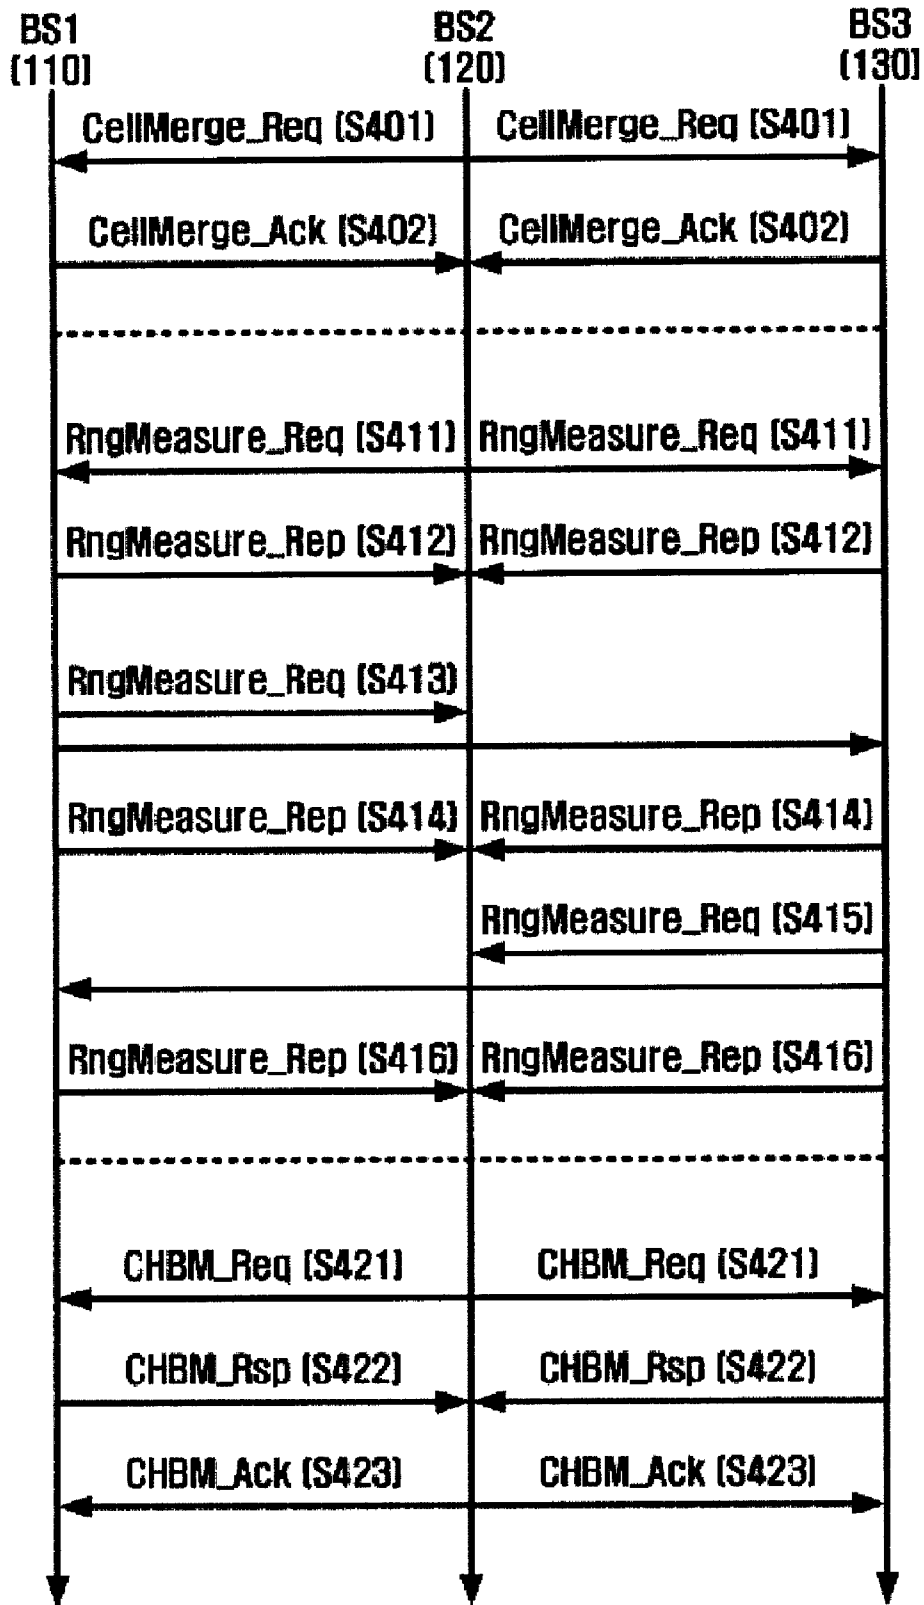 BS1 BS2 BS3
(110) (120) (130)
CellMerge_Req (S401) CellMerge_Req (S401)
CellMerge_Ack (S402) CellMerge_Ack (S402)
RngMeasure_Req (S411) RngMeasure_Req (S411)
RngMeasure_Rep (S412) RngMeasure_Rep (S412)
RngMeasure_Req (S413)
RngMeasure_Rep (S414) RngMeasure_Rep (S414)
RngMeasure_Req (S415)
RngMeasure_Rep (S416) RngMeasure_Rep (S416)
CHBM_Req (S421) CHBM_Req (S421)
CHBM_Rsp (S422) CHBM_Rsp (S422)
CHBM_Ack (S423) CHBM_Ack (S423)